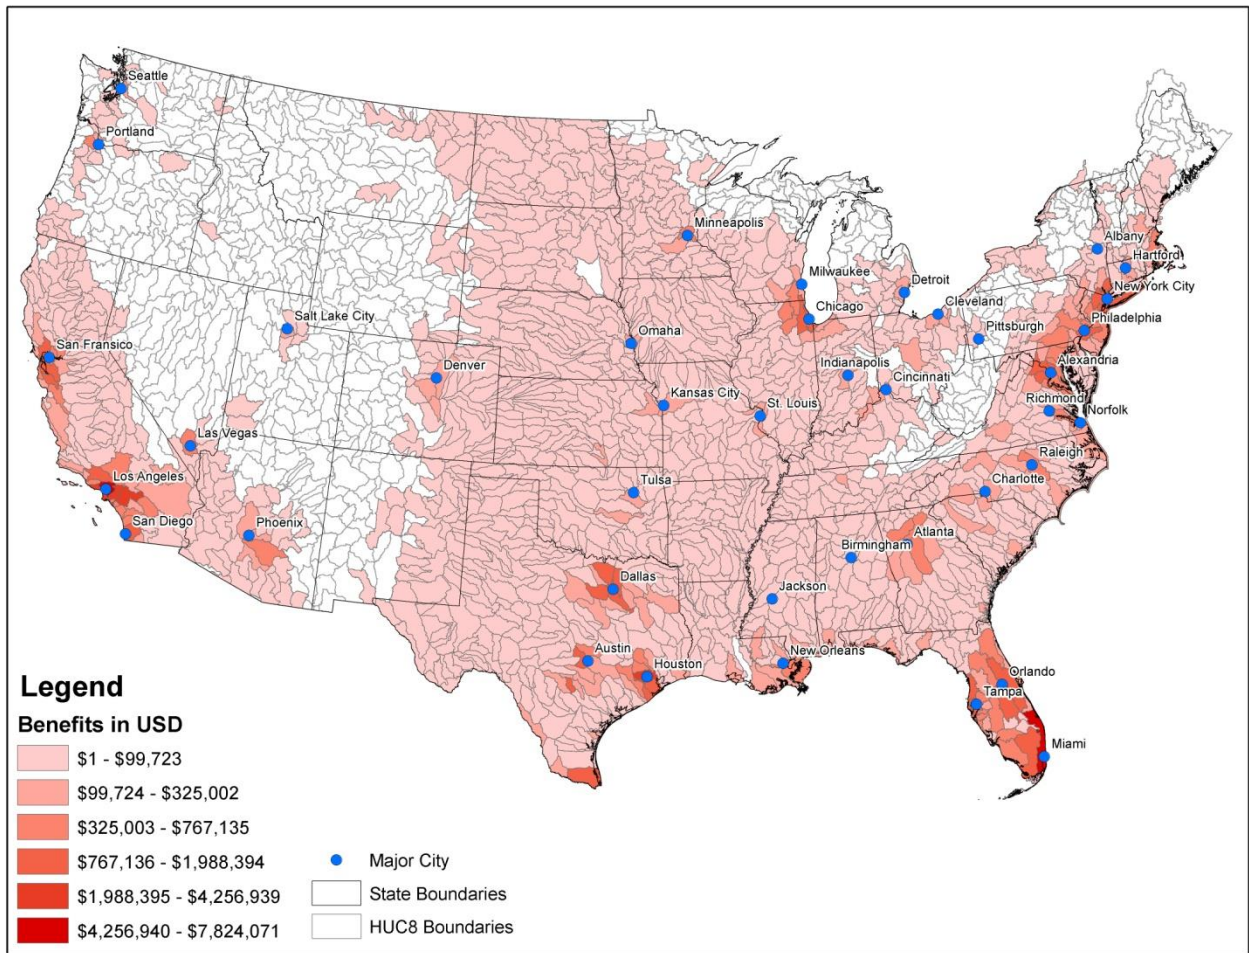 Seattle
Portland
Minneapolis
Albany
Hartford
Milwaukee
Detroit
New York City
Chicago
Cleveland
Salt Lake City
Omaha
Pittsburgh
Philadelphia
San Fransico
Denver
Indianapolis
Alexandria
Cincinnati
Kansas City
St. Louis
Richmond
Norfolk
Las Vegas
Raleigh
Los Angeles
Tulsa
Charlotte
San Diego
Phoenix
Atlanta
Birmingham
Dallas
Jackson
Austin
Houston
New Orleans
Orlando
Tampa
Miami
Legend
Benefits in USD
$1 - $99,723
$99,724 - $325,002
$325,003 - $767,135
$767,136 - $1,988,394
$1,988,395 - $4,256,939
$4,256,940 - $7,824,071
Major City
State Boundaries
HUC8 Boundaries